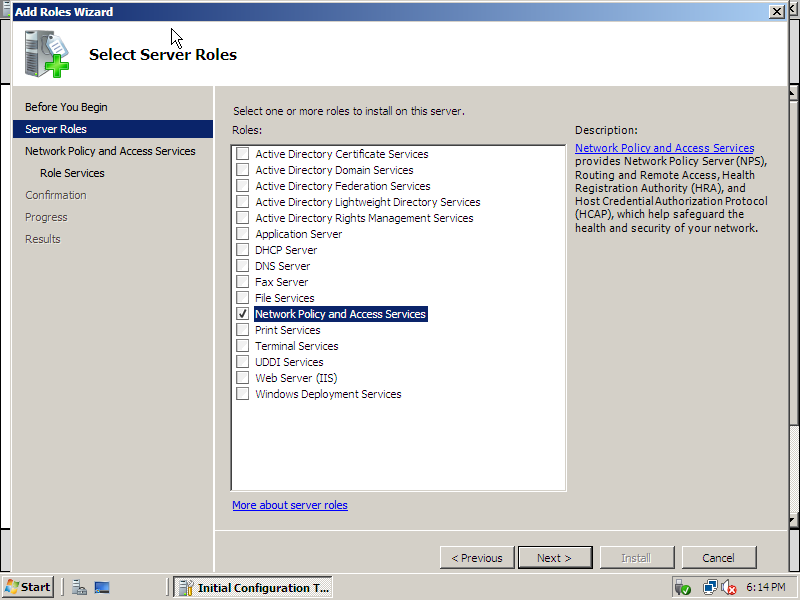 Add Roles Wizard
Select Server Roles
Before You Begin
Server Roles
Network Policy and Access Services
Role Services
Confirmation
Progress
Results
Select one or more roles to install on this server.
Roles:
Active Directory Certificate Services
Active Directory Domain Services
Active Directory Federation Services
Active Directory Lightweight Directory Services
Active Directory Rights Management Services
Application Server
DHCP Server
DNS Server
Fax Server
File Services
Network Policy and Access Services
Print Services
Terminal Services
UDDI Services
Web Server (IIS)
Windows Deployment Services
More about server roles
Description:
Network Policy and Access Services
provides Network Policy Server (NPS),
Routing and Remote Access, Health
Registration Authority (HRA), and
Host Credential Authorization Protocol
(HCAP), which help safeguard the
health and security of your network.
< Previous
Next >
Install
Cancel
Start
Initial Configuration T...
6:14 PM